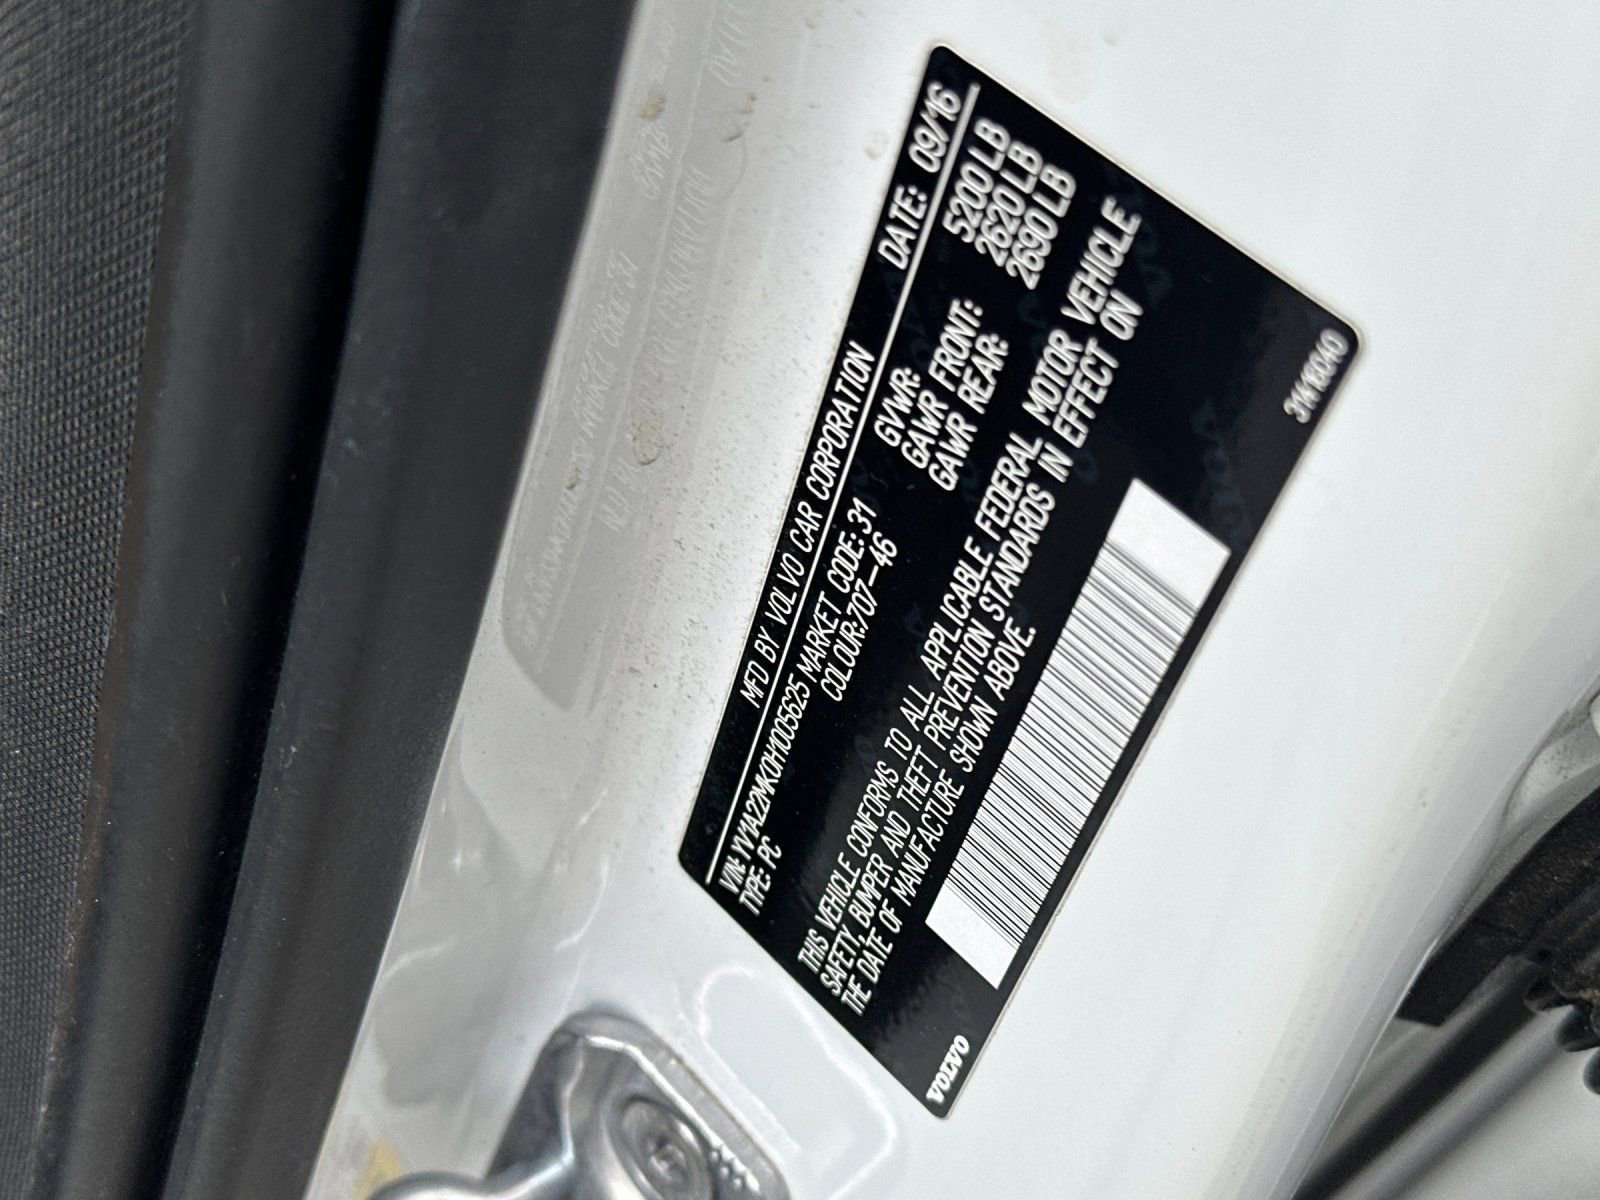 MFD BY VOLVO CAR CORPORATION DATE: 09/16
VIN: YV1A22MK0H1005625 MARKET CODE: 31
TYPE: PC COLOUR:707-46
GVWR: 5200 LB
GAWR FRONT: 2620 LB
GAWR REAR: 2690 LB
THIS VEHICLE CONFORMS TO ALL APPLICABLE FEDERAL MOTOR VEHICLE
SAFETY, BUMPER AND THEFT PREVENTION STANDARDS IN EFFECT ON
THE DATE OF MANUFACTURE SHOWN ABOVE.
VOLVO
31415040